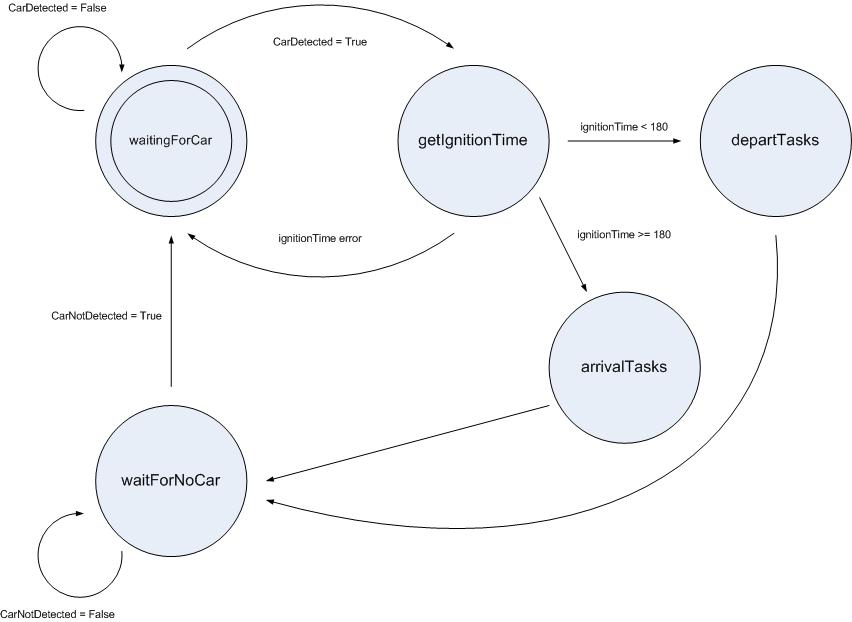 CarDetected = False
CarDetected = True
waitingForCar
getIgnitionTime
ignitionTime < 180
departTasks
ignitionTime error
ignitionTime >= 180
CarNotDetected = True
arrivalTasks
waitForNoCar
CarNotDetected = False